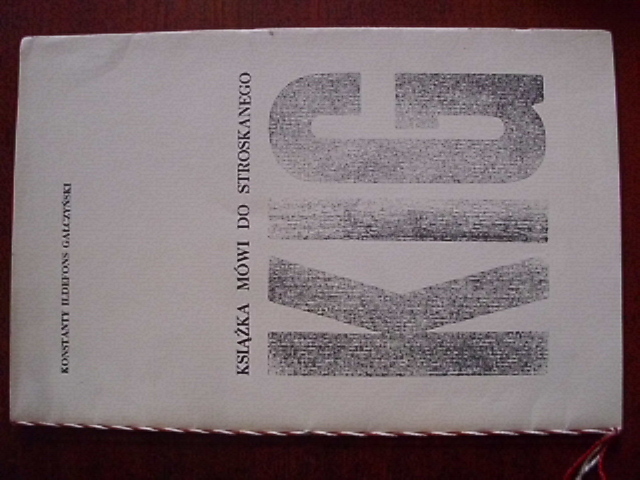 KONSTANTY ILDEFONS GAŁCZYŃSKI
KSIĄŻKA MÓWI DO STROSKANEGO
KIG